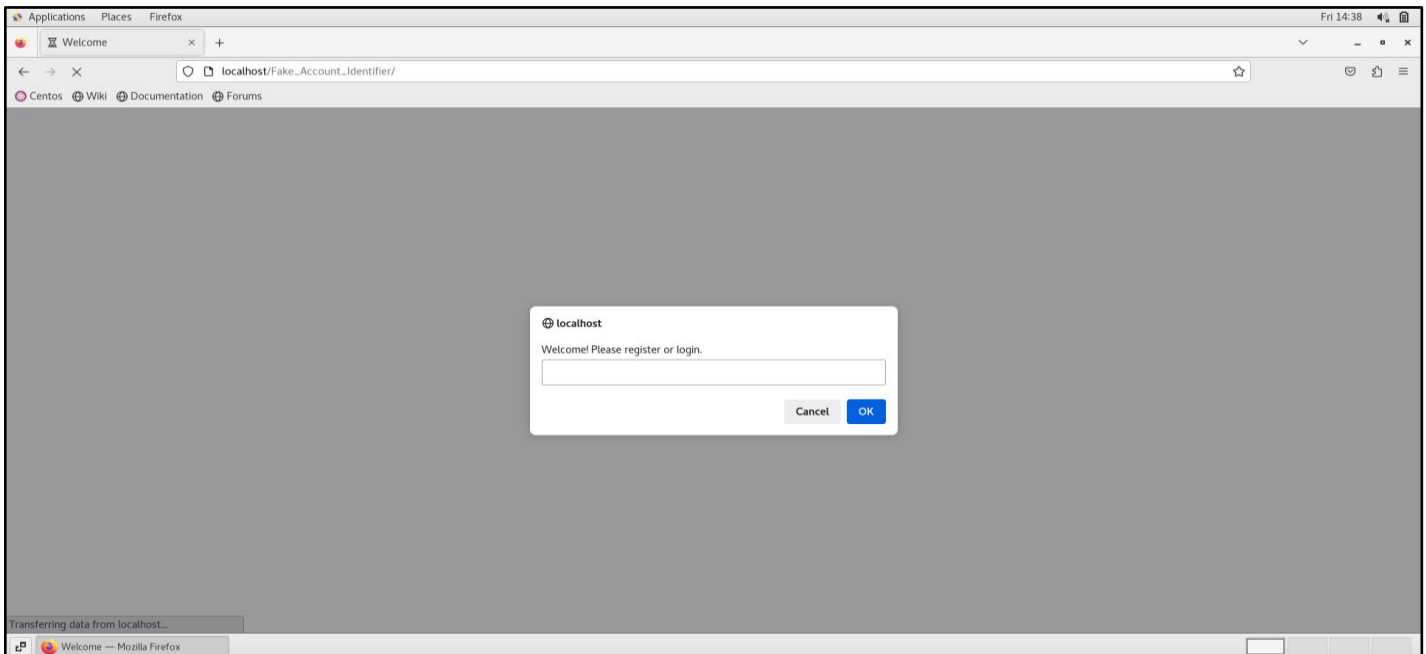 Applications Places Firefox Fri 14:38
Welcome
localhost/Fake_Account_Identifier/
Centos Wiki Documentation Forums
localhost
Welcome! Please register or login.
Cancel OK
Transferring data from localhost...
Welcome — Mozilla Firefox